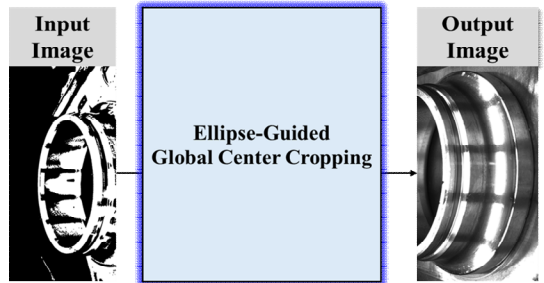 Input
Image
Ellipse-Guided
Global Center Cropping
Output
Image